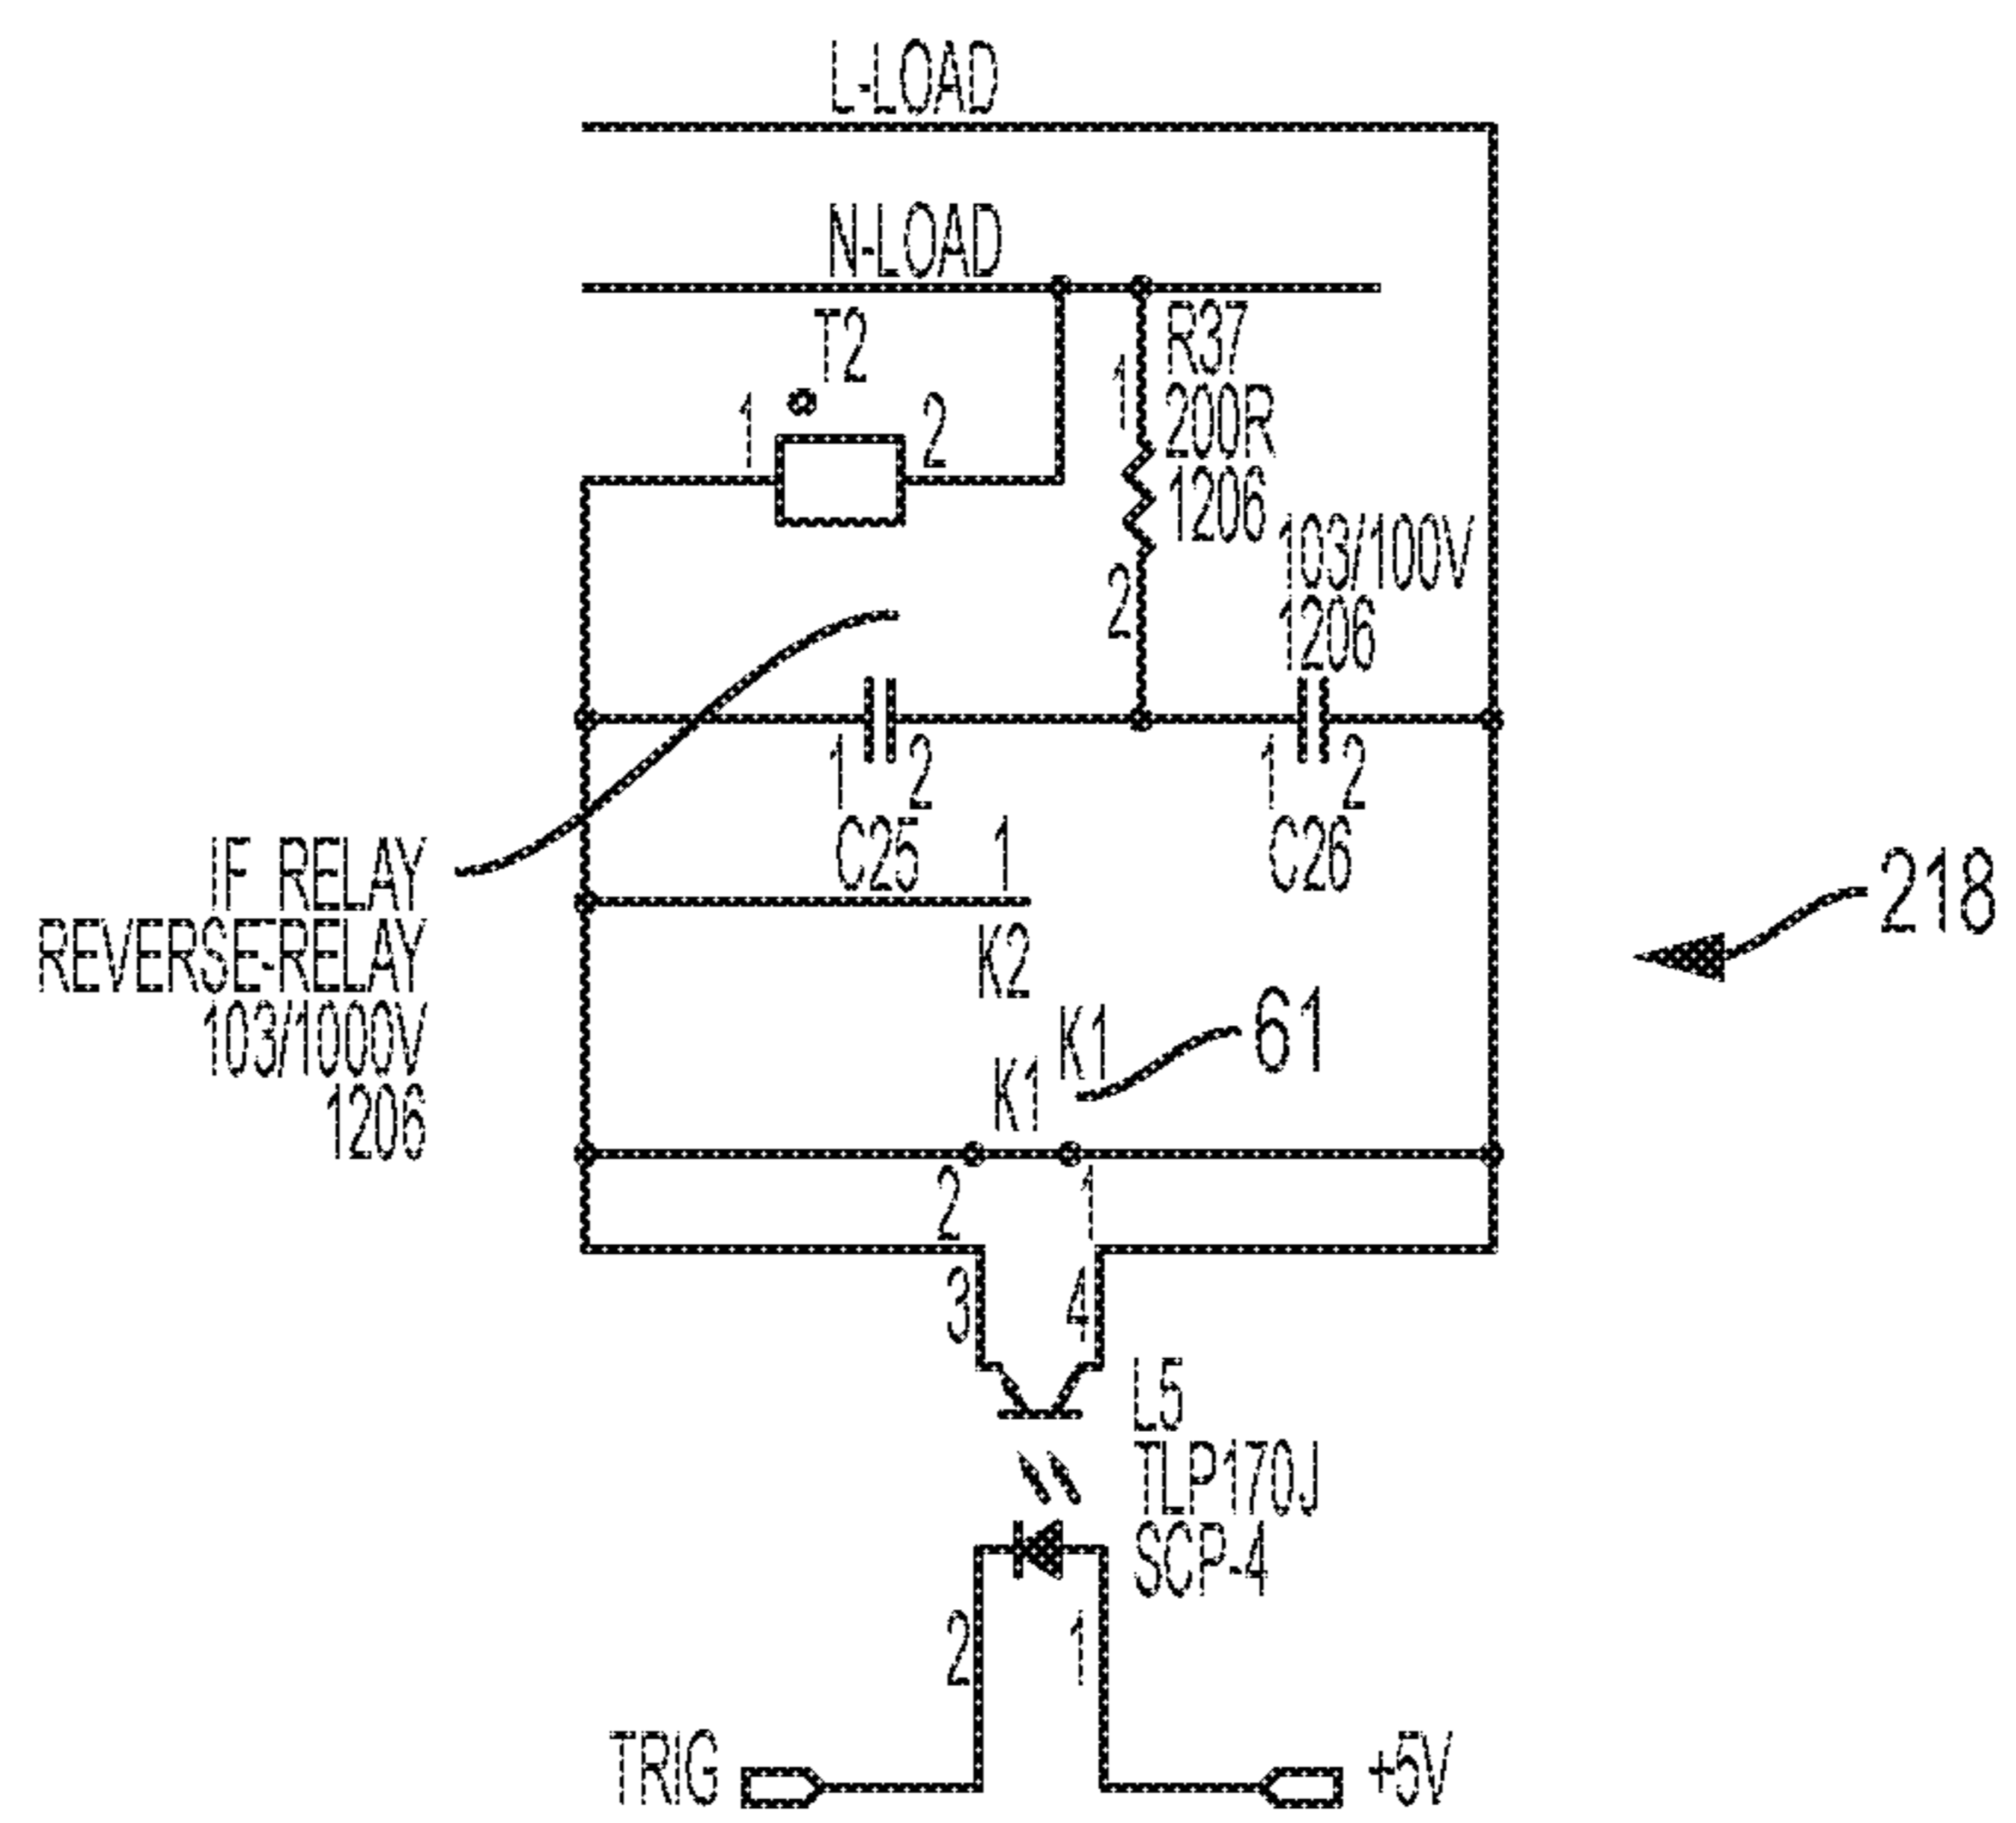 L-LOAD
N-LOAD
T2
1
2
1
R37
200R
1206
2
103/100V
1206
1
2
C25
1
2
C26
1
K2
IF RELAY
REVERSE-RELAY
103/1000V
1206
218
K1
K1
61
2
1
3
4
L5
TLP170J
SCP-4
2
1
TRIG
+5V